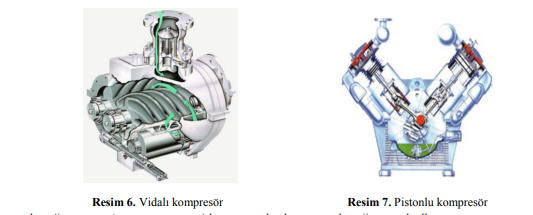 Resim 6. Vidalı kompresör
Resim 7. Pistonlu kompresör